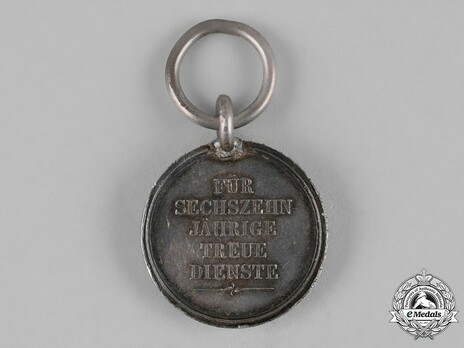 FÜR
SECHSZEHN
JÄHRIGE
TREUE
DIENSTE
eMedals